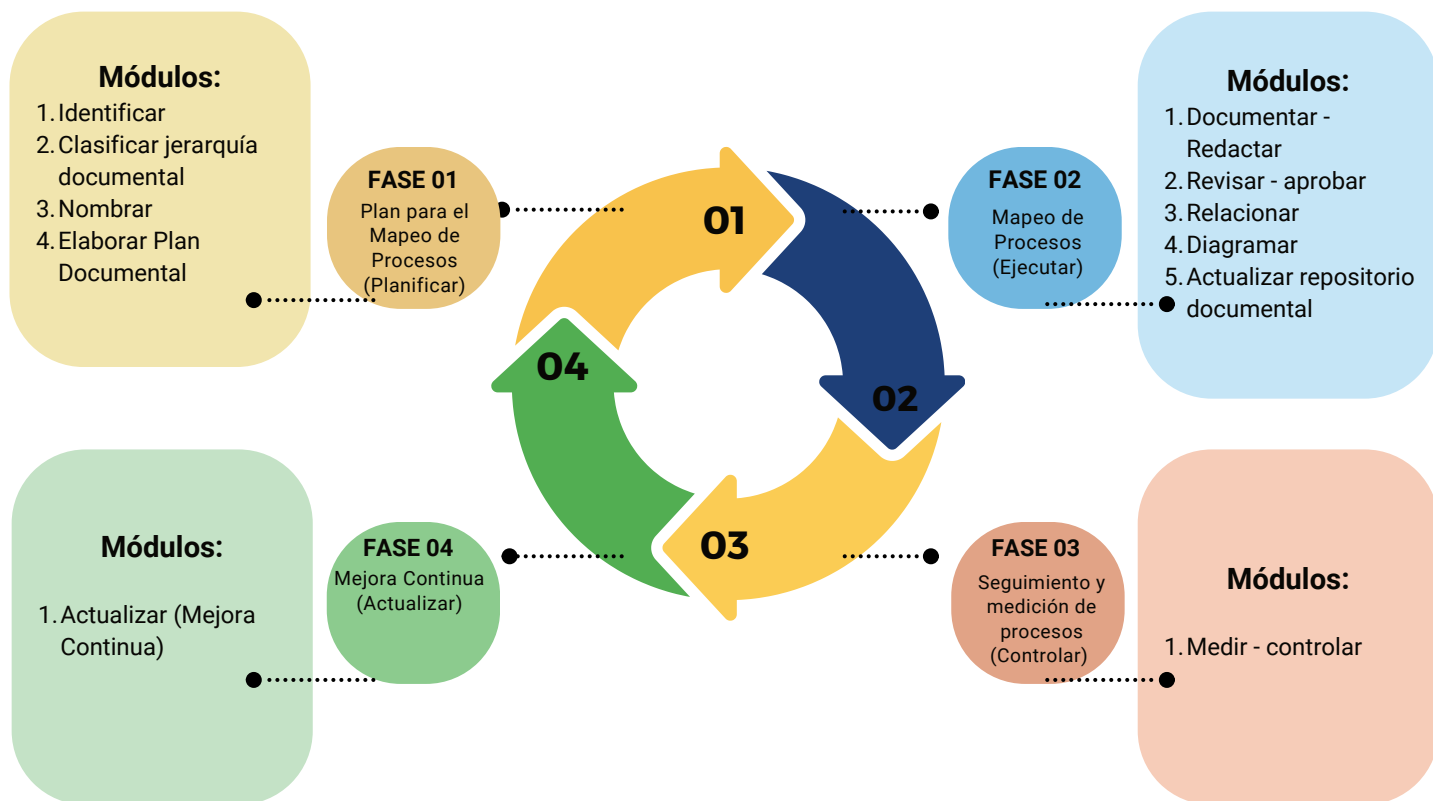 Módulos:
1. Identificar
2. Clasificar jerarquía
documental
3. Nombrar
4. Elaborar Plan
Documental
FASE 01
Plan para el
Mapeo de
Procesos
(Planificar)
01
02
03
04
FASE 02
Mapeo de
Procesos
(Ejecutar)
Módulos:
1. Documentar -
Redactar
2. Revisar - aprobar
3. Relacionar
4. Diagramar
5. Actualizar repositorio
documental
Módulos:
1. Actualizar (Mejora
Continua)
FASE 04
Mejora Continua
(Actualizar)
FASE 03
Seguimiento y
medición de
procesos
(Controlar)
Módulos:
1. Medir - controlar